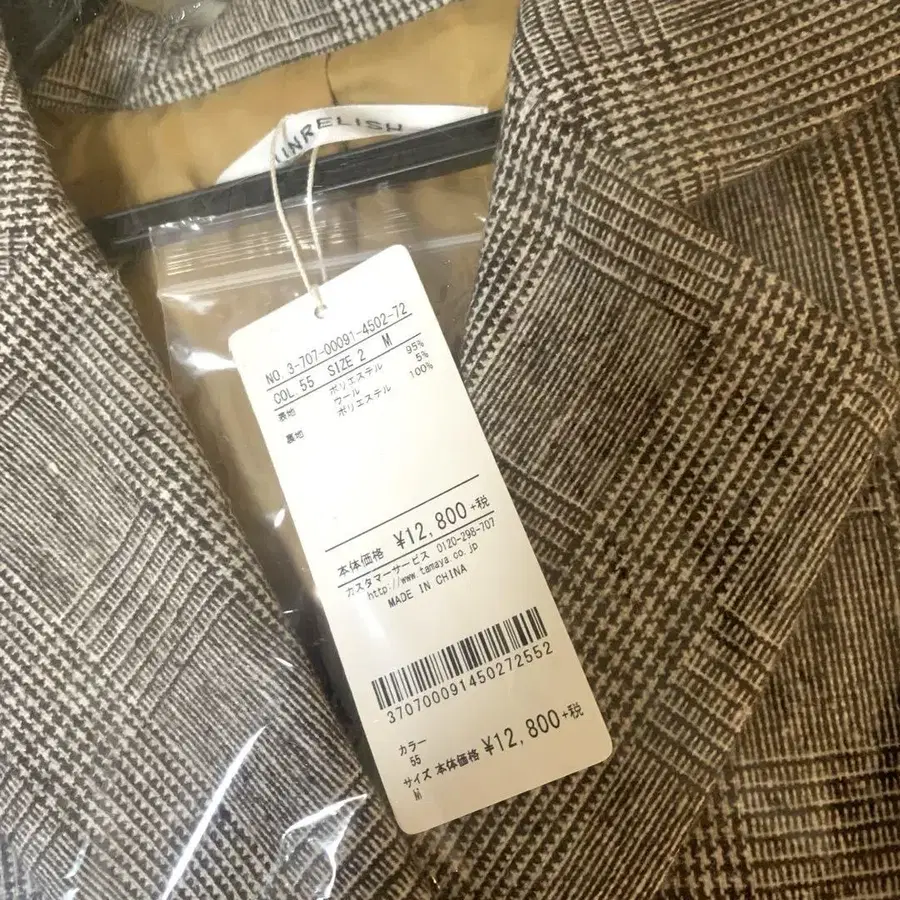 UNRELISH
NO 3-707-00091-4502-72
COL.55 SIZE 2 M
表地 ポリエステル 95%
ウール 5%
裏地 ポリエステル 100%
本体価格 ¥12,800+税
カスタマーサービス 0120-298-707
http://www.tamaya.co.jp
MADE IN CHINA
370700091450272552
カラー
55
サイズ 本体価格 ¥12,800+税
M